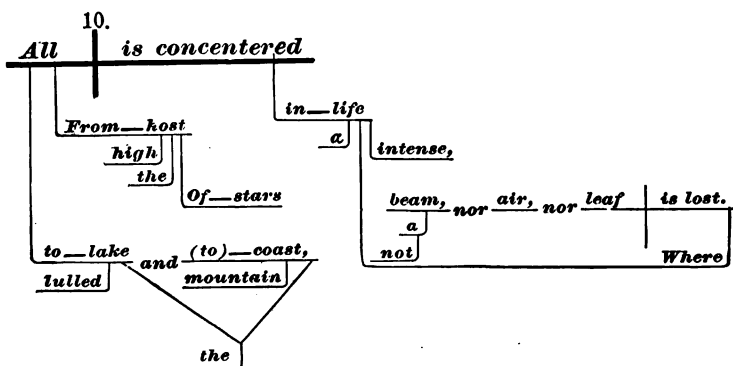 10.
All is concentered
in—life
From—host a intense,
high
the
Of—stars
beam, nor air, nor leaf is lost.
a
to—lake and (to)—coast, not Where
lulled mountain
the